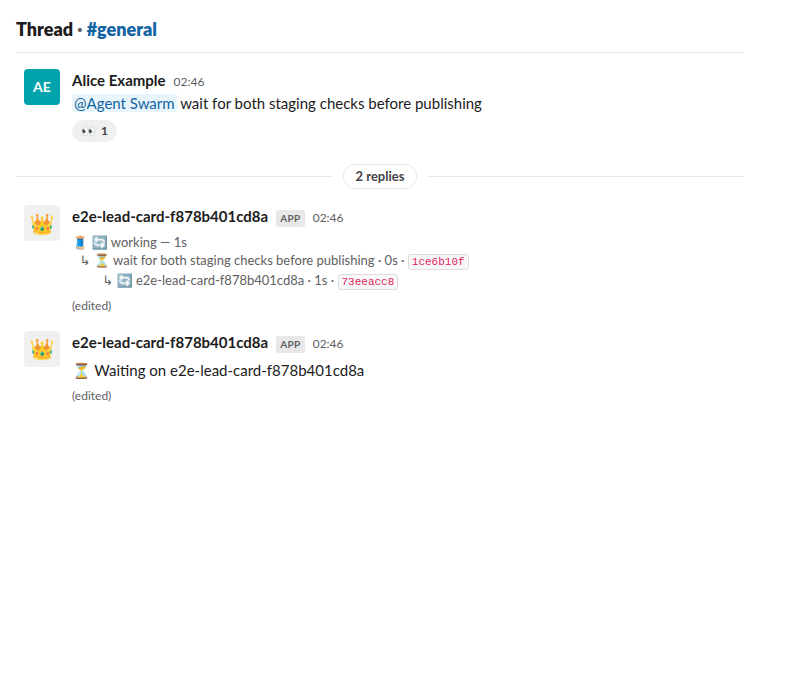 Thread • #general
AE
Alice Example 02:46
@Agent Swarm wait for both staging checks before publishing
👀 1
2 replies
e2e-lead-card-f878b401cd8a APP 02:46
🧵 🔄 working — 1s
↳ ⏳ wait for both staging checks before publishing · 0s · 1ce6b10f
↳ 🔄 e2e-lead-card-f878b401cd8a · 1s · 73eeacc8
(edited)
e2e-lead-card-f878b401cd8a APP 02:46
⏳ Waiting on e2e-lead-card-f878b401cd8a
(edited)